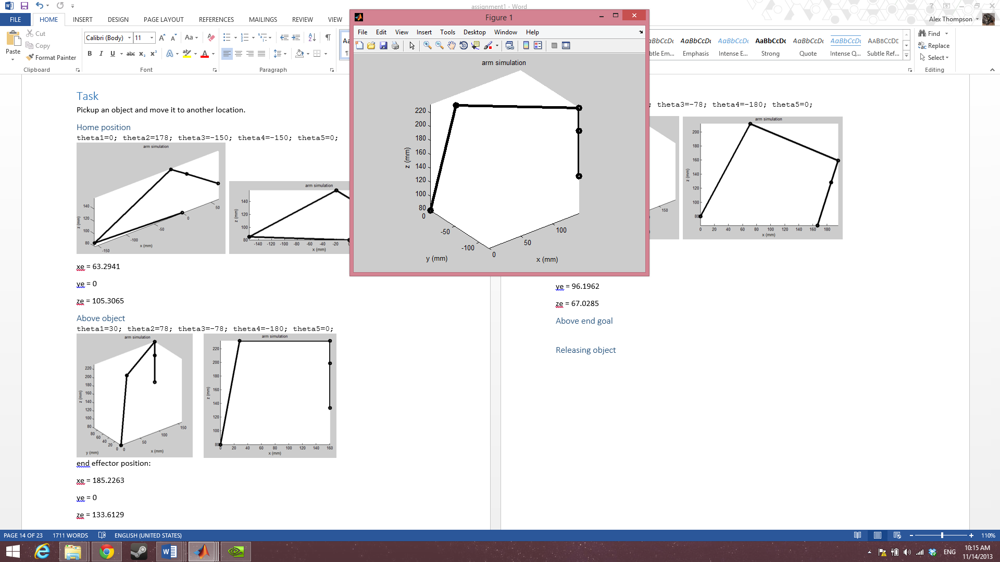 assignment1 - Word
FILE HOME INSERT DESIGN PAGE LAYOUT REFERENCES MAILINGS REVIEW VIEW
Alex Thompson
Paste
Cut
Copy
Format Painter
Clipboard
Calibri (Body) 11
Font
Paragraph
AaBbCcDc AaBbCcDc AaBbCcDc AaBbCcDc AaBbCcDc AABBCCDE
Emphasis Intense E... Strong Quote Intense Q... Subtle Ref...
Find
Replace
Select
Editing
Figure 1
File Edit View Insert Tools Desktop Window Help
arm simulation
220
200
180
160
140
120
100
80
z (mm)
0
-50
-100
y (mm)
0
50
100
x (mm)
Task
Pickup an object and move it to another location.
Home position
theta1=0; theta2=178; theta3=-150; theta4=-150; theta5=0;
arm simulation
140
120
100
80
z (mm)
-150
-100
-50
0
50
x (mm)
arm simulation
140
120
100
80
z (mm)
-140 -120 -100 -80 -60 -40 -20 0
x (mm)
xe = 63.2941
ye = 0
ze = 105.3065
Above object
theta1=30; theta2=78; theta3=-78; theta4=-180; theta5=0;
arm simulation
220
200
180
160
140
120
100
80
z (mm)
80
60
40
20
0
y (mm)
0
50
100
150
x (mm)
arm simulation
220
200
180
160
140
120
100
80
z (mm)
0 20 40 60 80 100 120 140 160
x (mm)
end effector position:
xe = 185.2263
ye = 0
ze = 133.6129
; theta3=-78; theta4=-180; theta5=0;
150
arm simulation
200
180
160
140
120
100
80
z (mm)
0 20 40 60 80 100 120 140 160 180
x (mm)
ye = 96.1962
ze = 67.0285
Above end goal
Releasing object
PAGE 14 OF 23 1711 WORDS ENGLISH (UNITED STATES)
110%
ENG
10:15 AM
11/14/2013